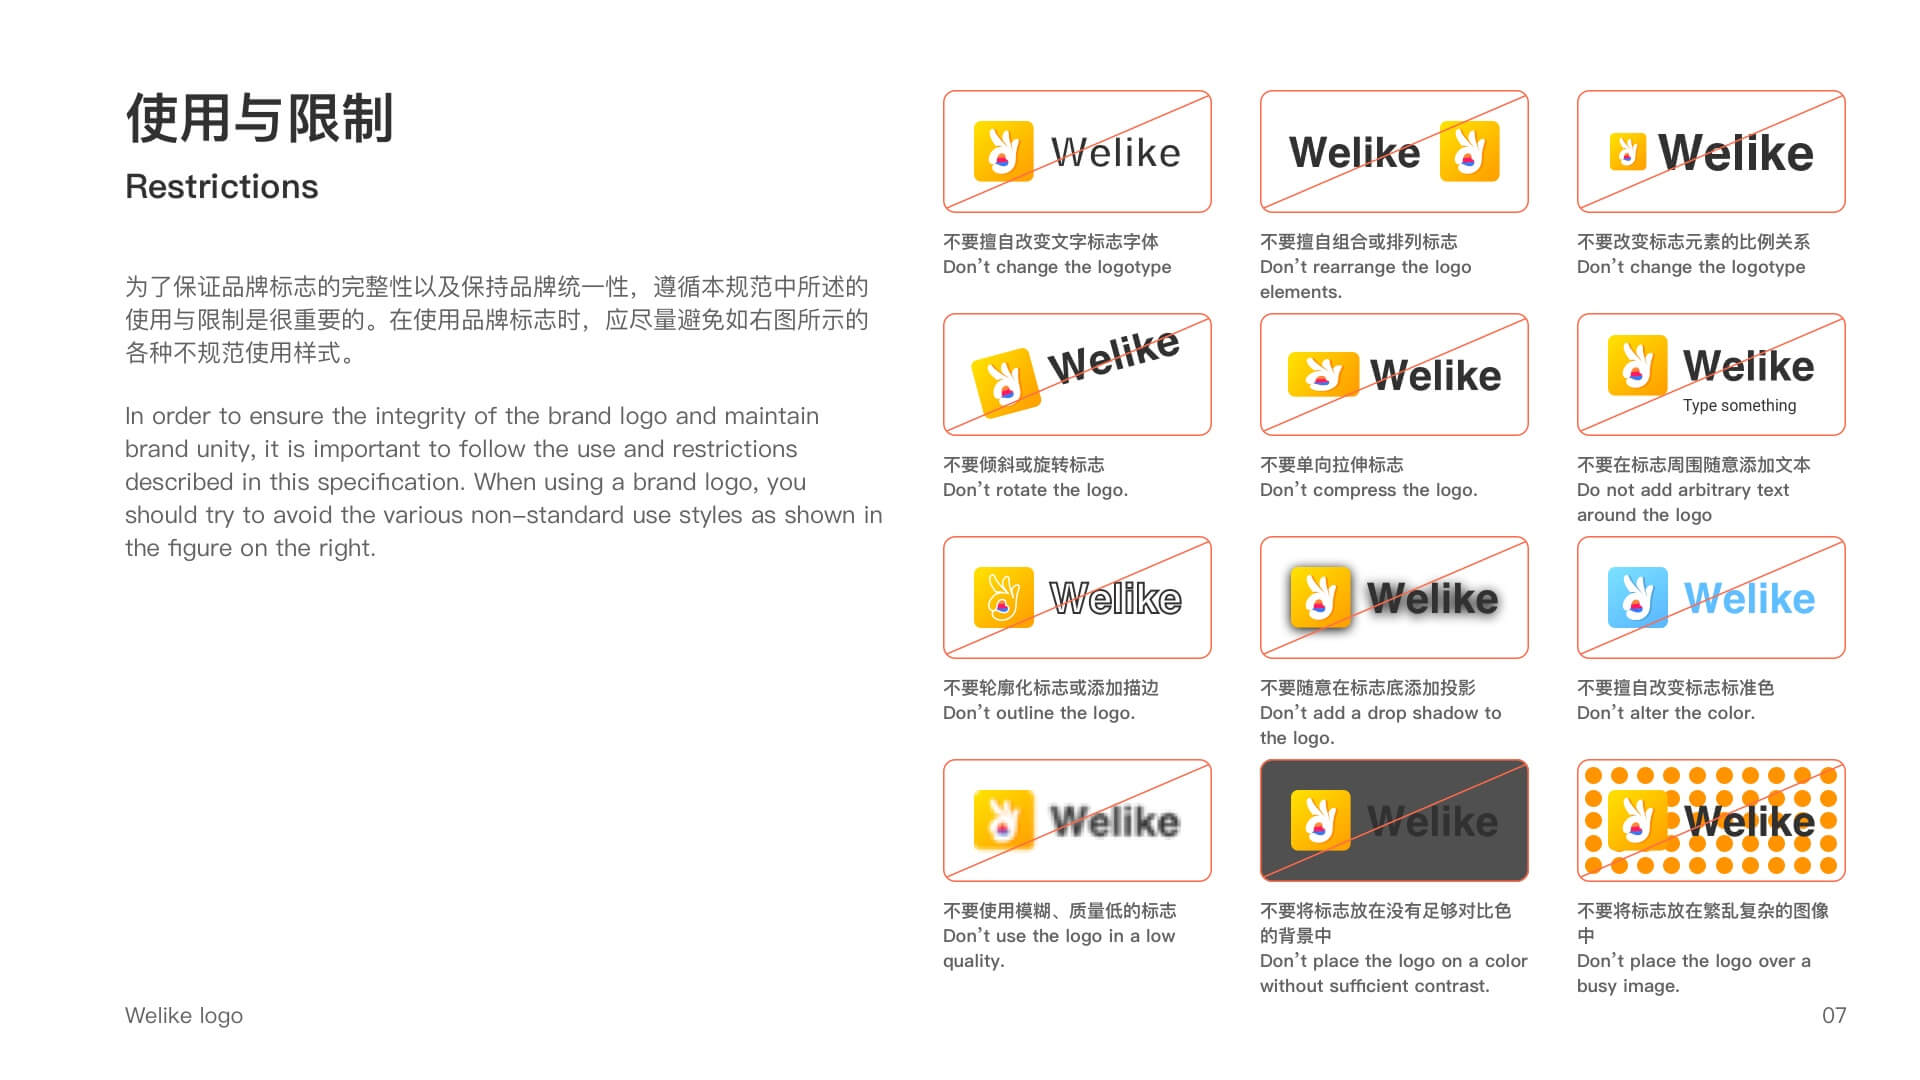 使用与限制
Restrictions
为了保证品牌标志的完整性以及保持品牌统一性，遵循本规范中所述的
使用与限制是很重要的。在使用品牌标志时，应尽量避免如右图所示的
各种不规范使用样式。
In order to ensure the integrity of the brand logo and maintain
brand unity, it is important to follow the use and restrictions
described in this specification. When using a brand logo, you
should try to avoid the various non-standard use styles as shown in
the figure on the right.
Welike
不要擅自改变文字标志字体
Don't change the logotype
Welike
不要擅自组合或排列标志
Don't rearrange the logo
elements.
Welike
不要改变标志元素的比例关系
Don't change the logotype
Welike
不要倾斜或旋转标志
Don't rotate the logo.
Welike
不要单向拉伸标志
Don't compress the logo.
Welike
Type something
不要在标志周围随意添加文本
Do not add arbitrary text
around the logo
Welike
不要轮廓化标志或添加描边
Don't outline the logo.
Welike
不要随意在标志底添加投影
Don't add a drop shadow to
the logo.
Welike
不要擅自改变标志标准色
Don't alter the color.
Welike
不要使用模糊、质量低的标志
Don't use the logo in a low
quality.
Welike
不要将标志放在没有足够对比色
的背景中
Don't place the logo on a color
without sufficient contrast.
Welike
不要将标志放在繁乱复杂的图像
中
Don't place the logo over a
busy image.
Welike logo
07